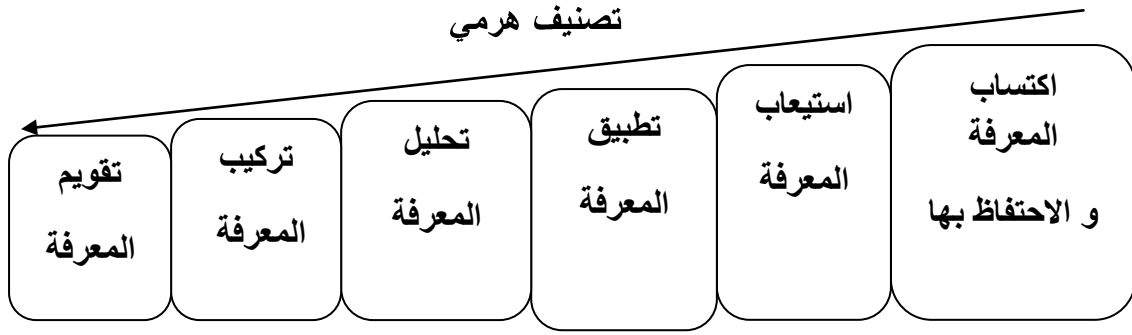 تصنيف هرمي
اكتساب
المعرفة
و الاحتفاظ بها
استيعاب
المعرفة
تطبيق
المعرفة
تحليل
المعرفة
تركيب
المعرفة
تقويم
المعرفة